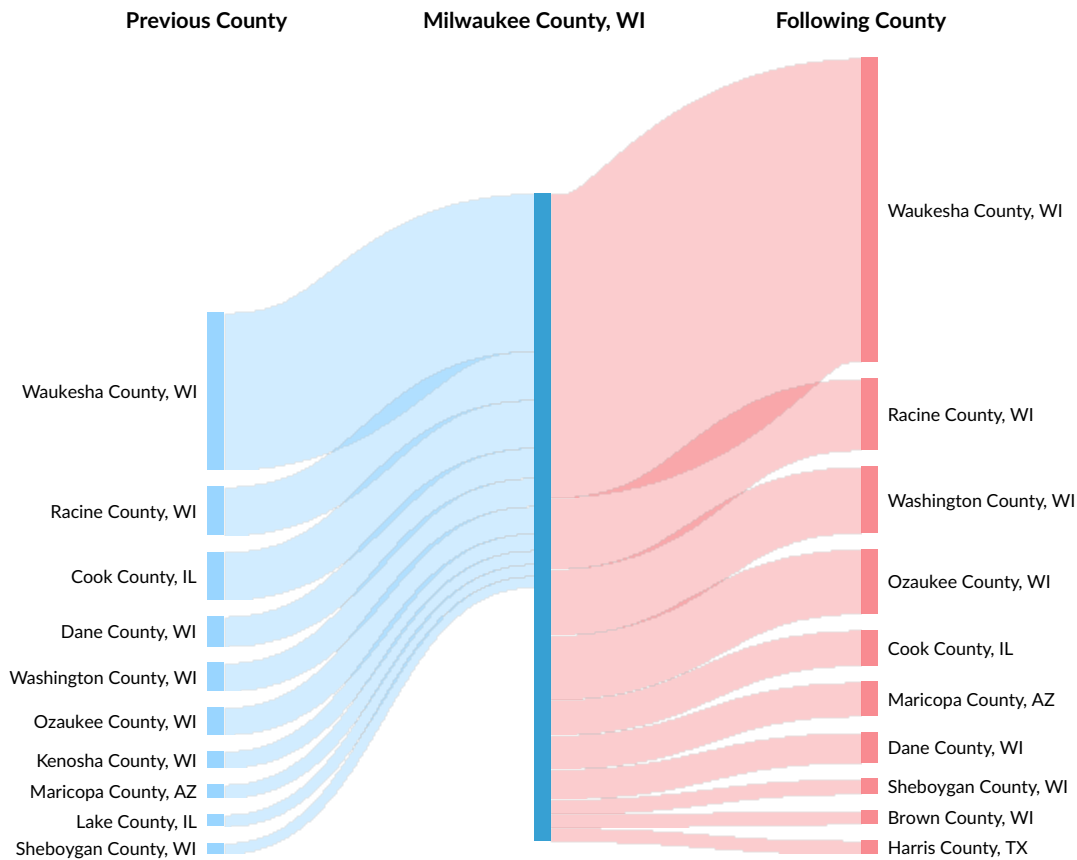 Previous County
Milwaukee County, WI
Following County
Waukesha County, WI
Racine County, WI
Cook County, IL
Dane County, WI
Washington County, WI
Ozaukee County, WI
Kenosha County, WI
Maricopa County, AZ
Lake County, IL
Sheboygan County, WI
Waukesha County, WI
Racine County, WI
Washington County, WI
Ozaukee County, WI
Cook County, IL
Maricopa County, AZ
Dane County, WI
Sheboygan County, WI
Brown County, WI
Harris County, TX